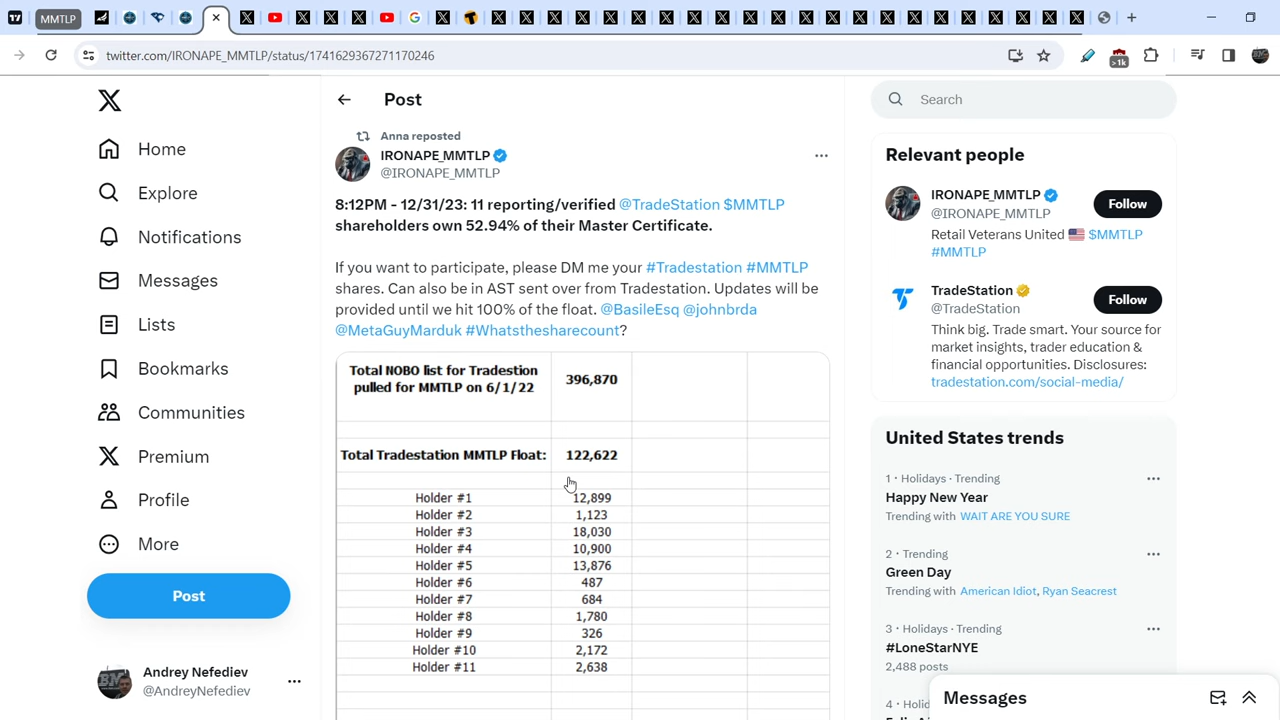 MMTLP
twitter.com/IRONAPE_MMTLP/status/1741629367271170246
>1k
Home
Explore
Notifications
Messages
Lists
Bookmarks
Communities
Premium
Profile
More
Post
Andrey Nefediev
@AndreyNefediev
Post
Anna reposted
IRONAPE_MMTLP
@IRONAPE_MMTLP
8:12PM - 12/31/23: 11 reporting/verified @TradeStation $MMTLP
shareholders own 52.94% of their Master Certificate.
If you want to participate, please DM me your #Tradestation #MMTLP
shares. Can also be in AST sent over from Tradestation. Updates will be
provided until we hit 100% of the float. @BasileEsq @johnbrda
@MetaGuyMarduk #Whatsthesharecount?
Total NOBO list for Tradestion
pulled for MMTLP on 6/1/22 396,870
Total Tradestation MMTLP Float: 122,622
Holder #1 12,899
Holder #2 1,123
Holder #3 18,030
Holder #4 10,900
Holder #5 13,876
Holder #6 487
Holder #7 684
Holder #8 1,780
Holder #9 326
Holder #10 2,172
Holder #11 2,638
Search
Relevant people
IRONAPE_MMTLP
@IRONAPE_MMTLP
Follow
Retail Veterans United 🇺🇸 $MMTLP
#MMTLP
TradeStation
@TradeStation
Follow
Think big. Trade smart. Your source for
market insights, trader education &
financial opportunities. Disclosures:
tradestation.com/social-media/
United States trends
1 · Holidays · Trending
Happy New Year
Trending with WAIT ARE YOU SURE
2 · Trending
Green Day
Trending with American Idiot, Ryan Seacrest
3 · Holidays · Trending
#LoneStarNYE
2,488 posts
Messages